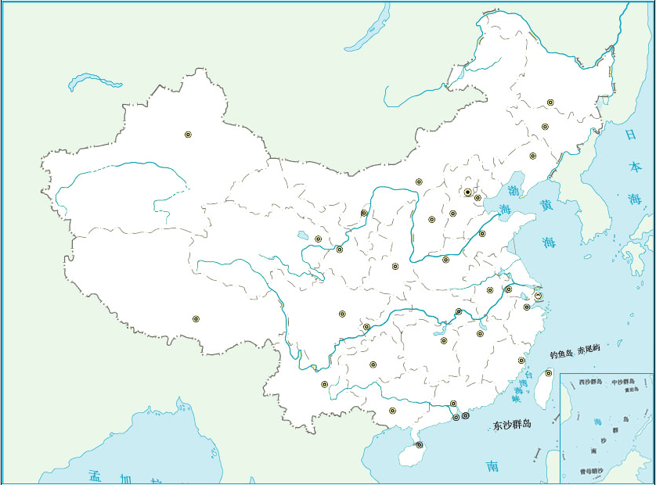 日
本
海
渤
海
黄
海
钓鱼岛 赤尾屿
台
湾
海
峡
东沙群岛
南
西沙群岛 中沙群岛
黄岩岛
海
南
沙
群
岛
曾母暗沙
孟 加